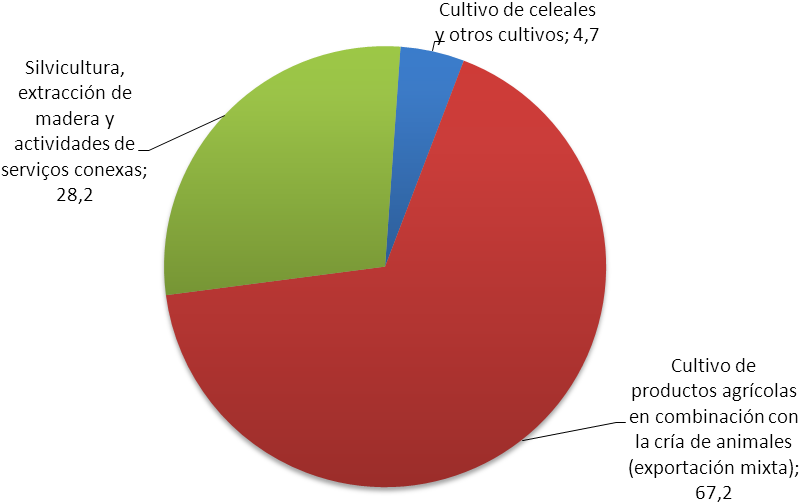 Cultivo de celeales
y otros cultivos; 4,7
Silvicultura,
extracción de
madera y
actividades de
serviços conexas;
28,2
Cultivo de
productos agrícolas
en combinación con
la cría de animales
(exportación mixta);
67,2